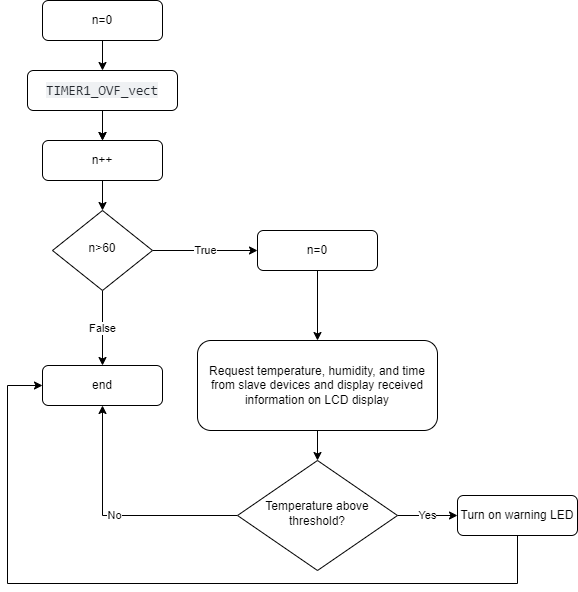 n=0
TIMER1_OVF_vect
n++
n>60
True
n=0
False
Request temperature, humidity, and time
from slave devices and display received
information on LCD display
end
Temperature above
threshold?
No
Yes
Turn on warning LED